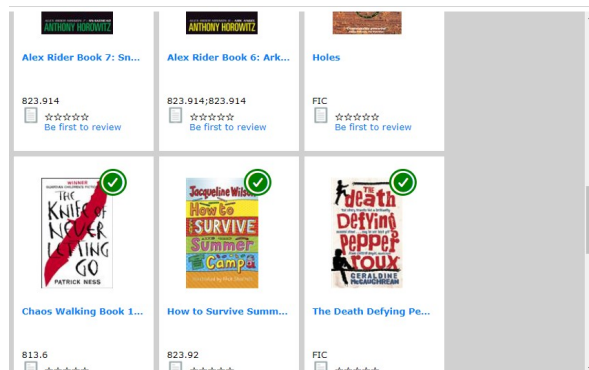 ANTHONY HOROWITZ
ANTHONY HOROWITZ
Alex Rider Book 7: Sn...
Alex Rider Book 6: Ark...
Holes
823.914
823.914;823.914
FIC
Be first to review
Be first to review
Be first to review
WINNER
THE
KNIFE OF
NEVER
LETTING
GO
PATRICK NESS
Jacqueline Wilson
How to
SURVIVE
Summer
Camp
THE
death
Defying
pepper
roux
GERALDINE
McCAUGHREAN
Chaos Walking Book 1...
How to Survive Summ...
The Death Defying Pe...
813.6
823.92
FIC